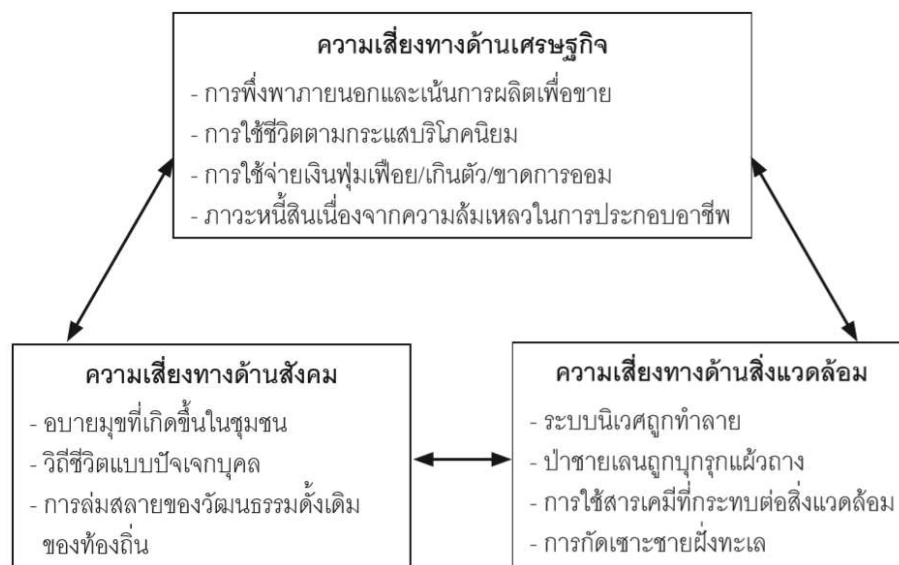 ความเสี่ยงทางด้านเศรษฐกิจ
- การพึ่งพาภายนอกและเน้นการผลิตเพื่อขาย
- การใช้ชีวิตตามกระแสบริโภคนิยม
- การใช้จ่ายเงินฟุ่มเฟือย/เกินตัว/ขาดการออม
- ภาวะหนี้สินเนื่องจากความล้มเหลวในการประกอบอาชีพ
ความเสี่ยงทางด้านสังคม
- อบายมุขที่เกิดขึ้นในชุมชน
- วิถีชีวิตแบบปัจเจกบุคคล
- การล่มสลายของวัฒนธรรมดั้งเดิม
ของท้องถิ่น
ความเสี่ยงทางด้านสิ่งแวดล้อม
- ระบบนิเวศถูกทำลาย
- ป่าชายเลนถูกบุกรุกแผ้วถาง
- การใช้สารเคมีที่กระทบต่อสิ่งแวดล้อม
- การกัดเซาะชายฝั่งทะเล